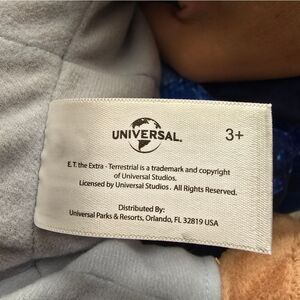 UNIVERSAL
3+
E.T. the Extra - Terrestrial is a trademark and copyright
of Universal Studios.
Licensed by Universal Studios. All Rights Reserved.
Distributed By:
Universal Parks & Resorts, Orlando, FL 32819 USA